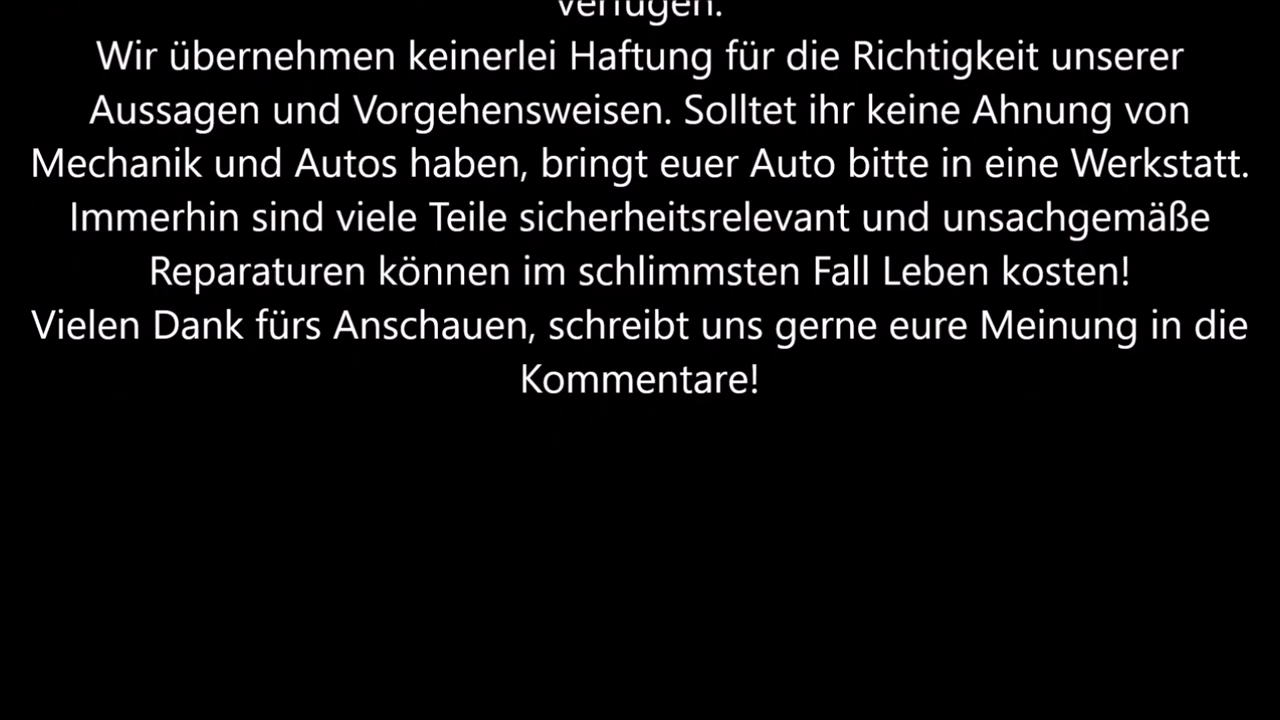 verfügen.
Wir übernehmen keinerlei Haftung für die Richtigkeit unserer
Aussagen und Vorgehensweisen. Solltet ihr keine Ahnung von
Mechanik und Autos haben, bringt euer Auto bitte in eine Werkstatt.
Immerhin sind viele Teile sicherheitsrelevant und unsachgemäße
Reparaturen können im schlimmsten Fall Leben kosten!
Vielen Dank fürs Anschauen, schreibt uns gerne eure Meinung in die
Kommentare!